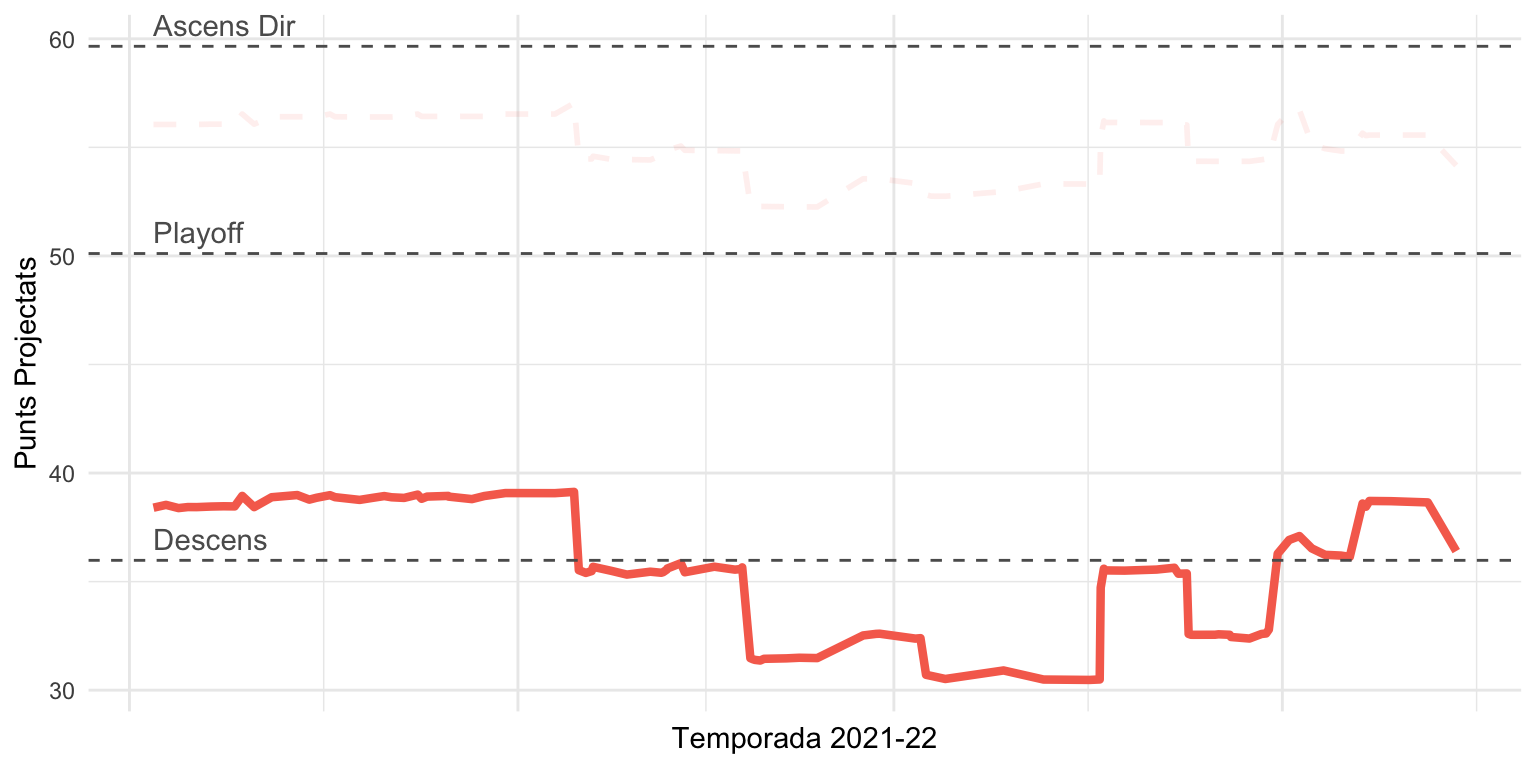 Ascens Dir
60
Playoff
50
Punts Projectats
40
Descens
30
Temporada 2021-22